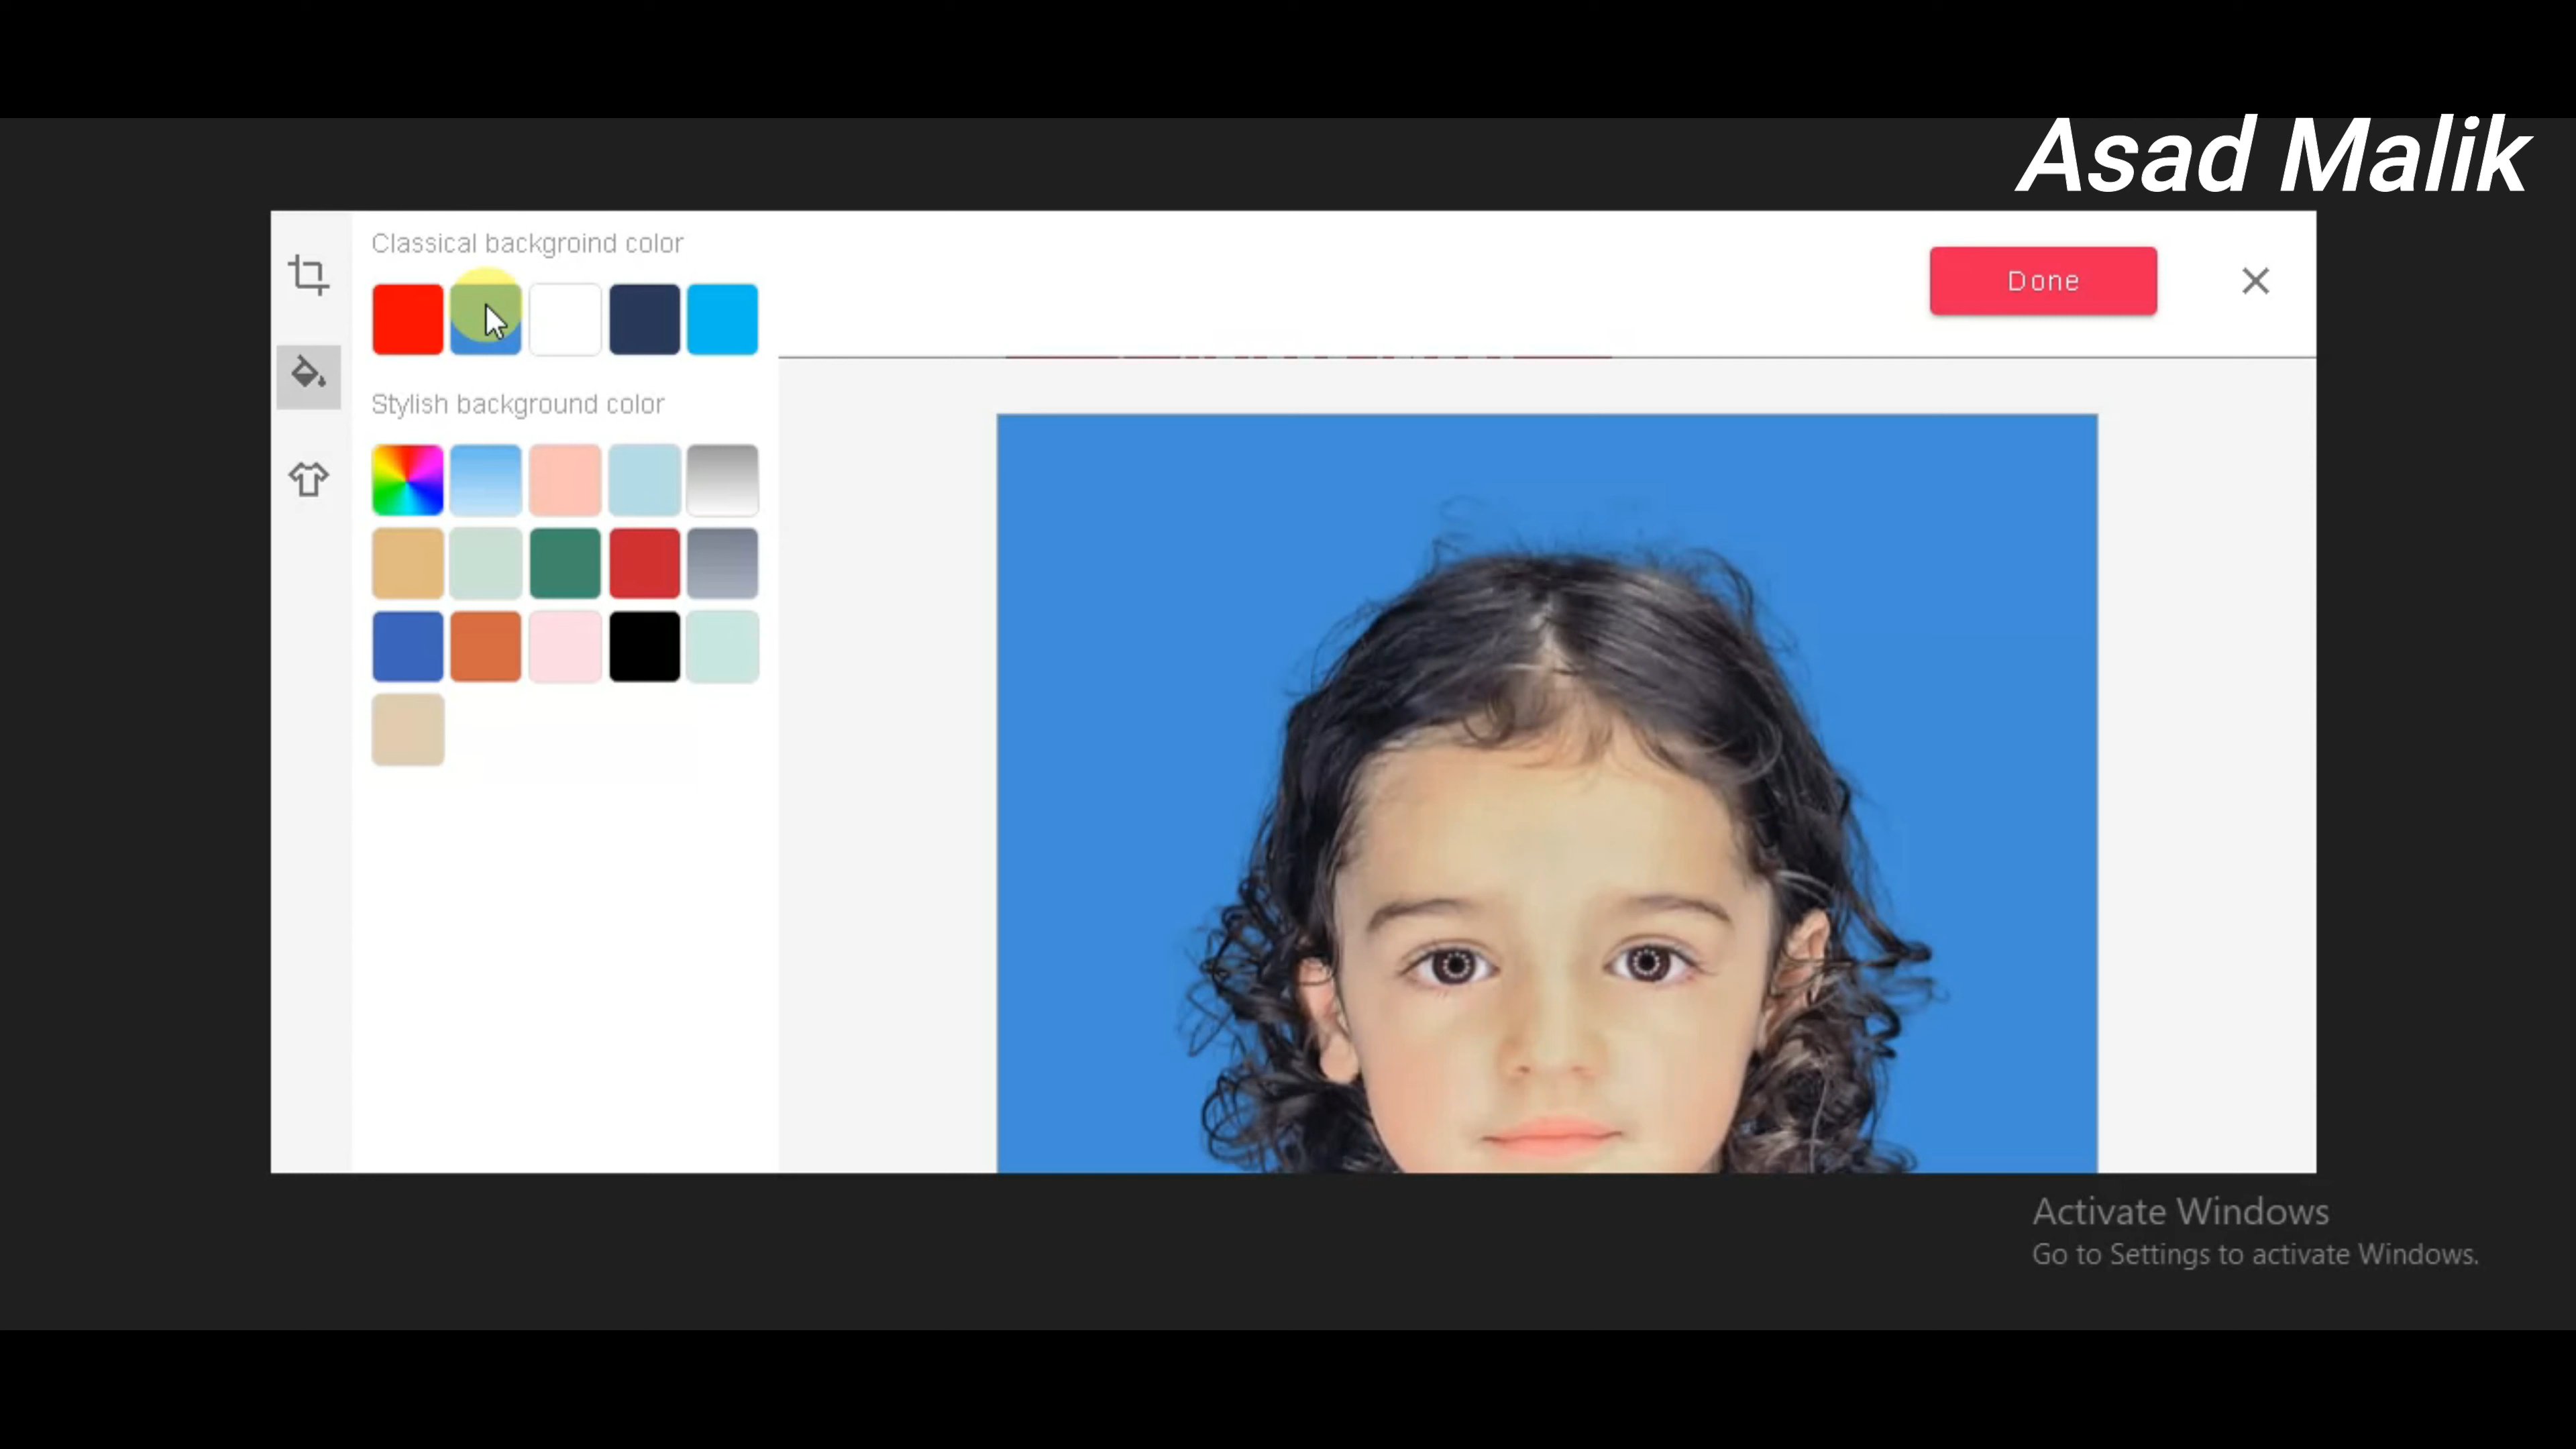 Asad Malik
Classical backgroind color
Done
Stylish background color
Activate Windows
Go to Settings to activate Windows.